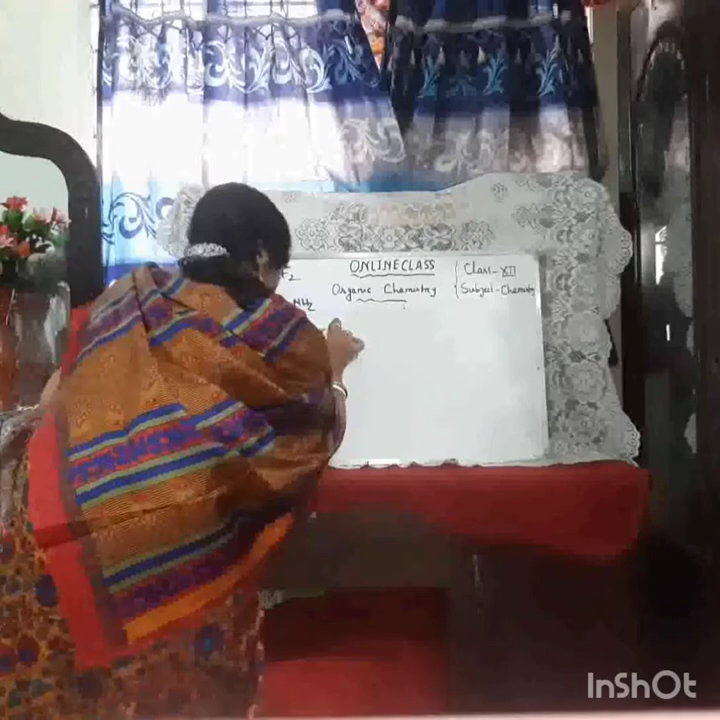 ONLINE CLASS
Class-XII
Organic Chemistry
Subject-Chemistry
NH2
InShOt